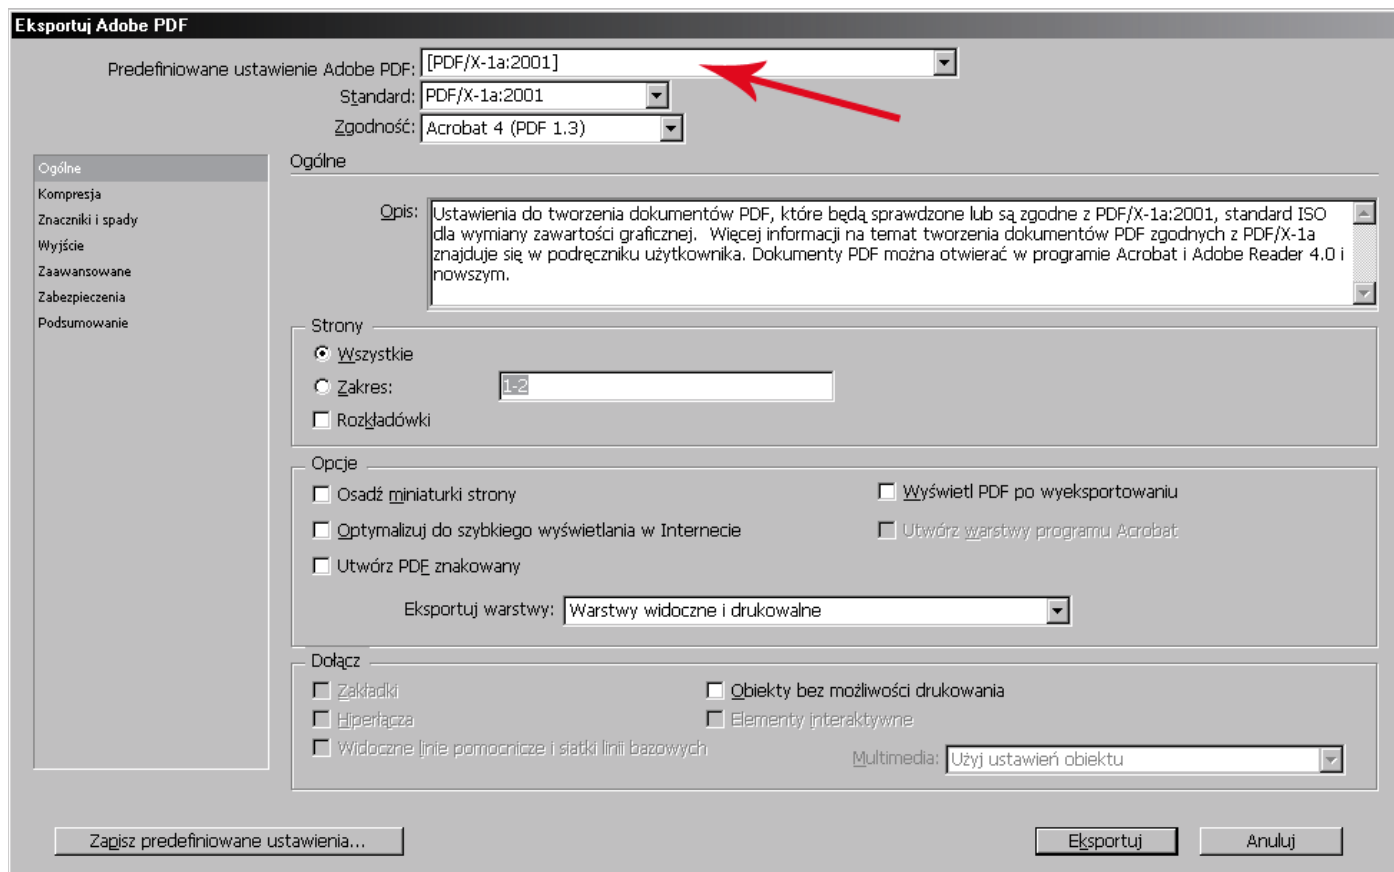 Eksportuj Adobe PDF
Predefiniowane ustawienie Adobe PDF: [PDF/X-1a:2001]
Standard: PDF/X-1a:2001
Zgodność: Acrobat 4 (PDF 1.3)
Ogólne
Kompresja
Znaczniki i spady
Wyjście
Zaawansowane
Zabezpieczenia
Podsumowanie
Ogólne
Opis: Ustawienia do tworzenia dokumentów PDF, które będą sprawdzone lub są zgodne z PDF/X-1a:2001, standard ISO
dla wymiany zawartości graficznej. Więcej informacji na temat tworzenia dokumentów PDF zgodnych z PDF/X-1a
znajduje się w podręczniku użytkownika. Dokumenty PDF można otwierać w programie Acrobat i Adobe Reader 4.0 i
nowszym.
Strony
Wszystkie
Zakres: 1-2
Rozkładówki
Opcje
Osadź miniaturki strony
Wyświetl PDF po wyeksportowaniu
Optymalizuj do szybkiego wyświetlania w Internecie
Utwórz warstwy programu Acrobat
Utwórz PDF znakowany
Eksportuj warstwy: Warstwy widoczne i drukowalne
Dołącz
Zakładki
Obiekty bez możliwości drukowania
Hiperłącza
Elementy interaktywne
Widoczne linie pomocnicze i siatki linii bazowych
Multimedia: Użyj ustawień obiektu
Zapisz predefiniowane ustawienia...
Eksportuj
Anuluj